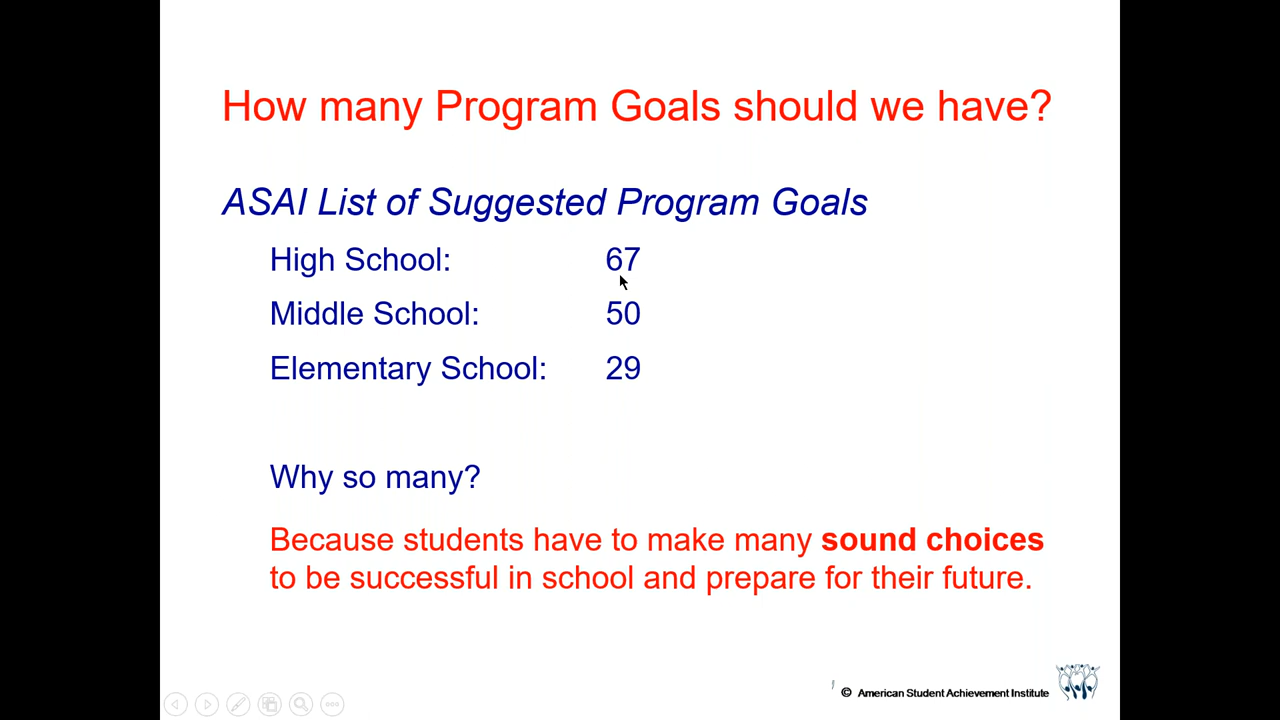 How many Program Goals should we have?
ASAI List of Suggested Program Goals
High School: 67
Middle School: 50
Elementary School: 29
Why so many?
Because students have to make many sound choices
to be successful in school and prepare for their future.
© American Student Achievement Institute